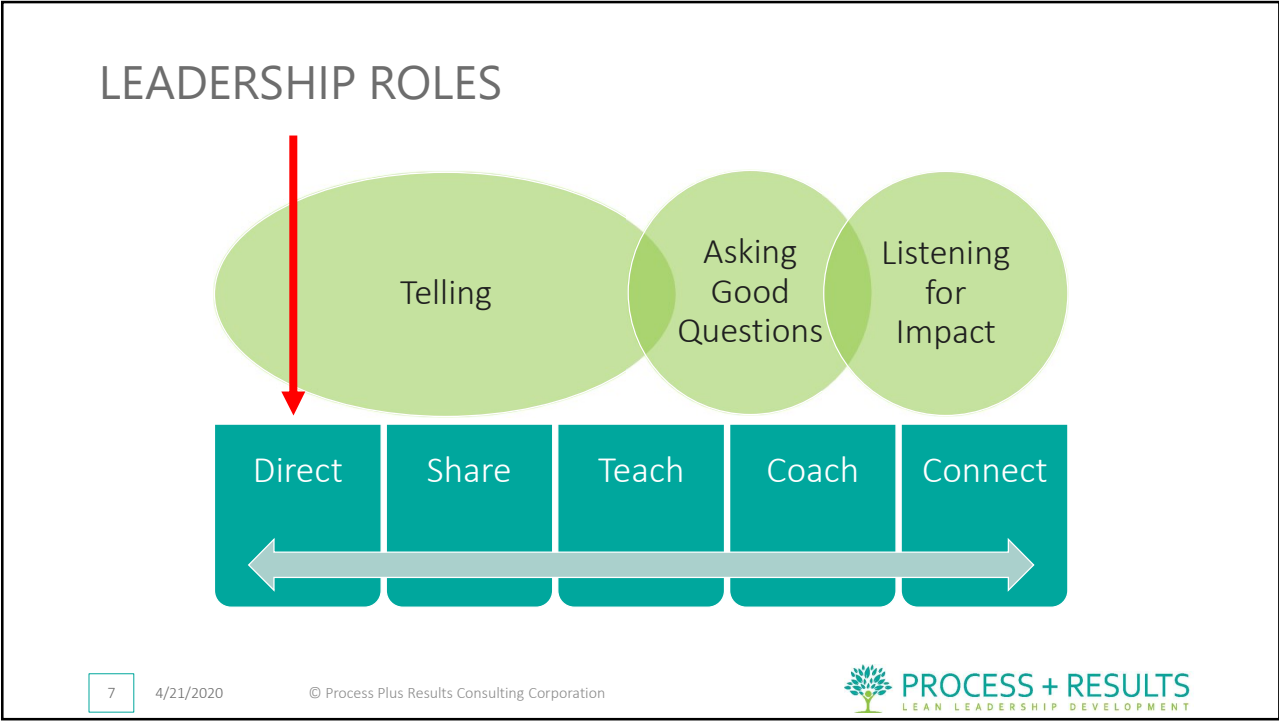 LEADERSHIP ROLES
Telling
Asking
Good
Questions
Listening
for
Impact
Direct
Share
Teach
Coach
Connect
7
4/21/2020
© Process Plus Results Consulting Corporation
PROCESS + RESULTS
LEAN LEADERSHIP DEVELOPMENT